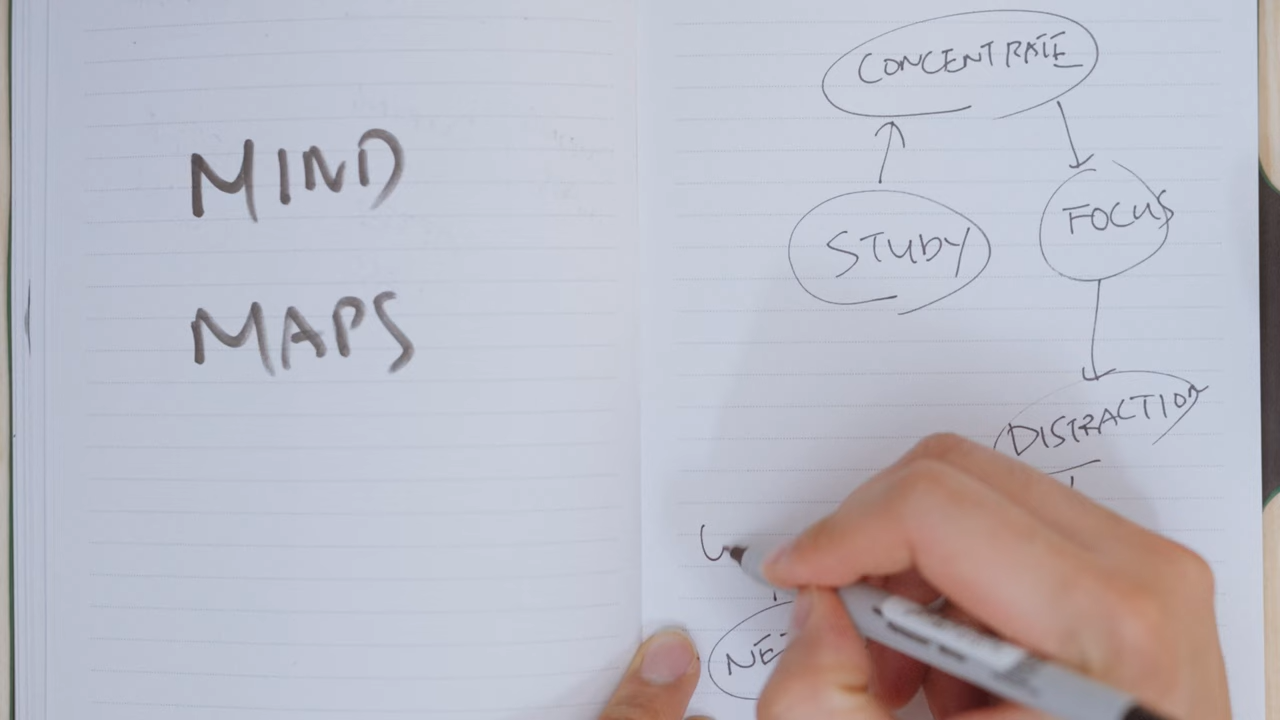 MIND
MAPS
CONCENTRATE
STUDY
FOCUS
DISTRACTION